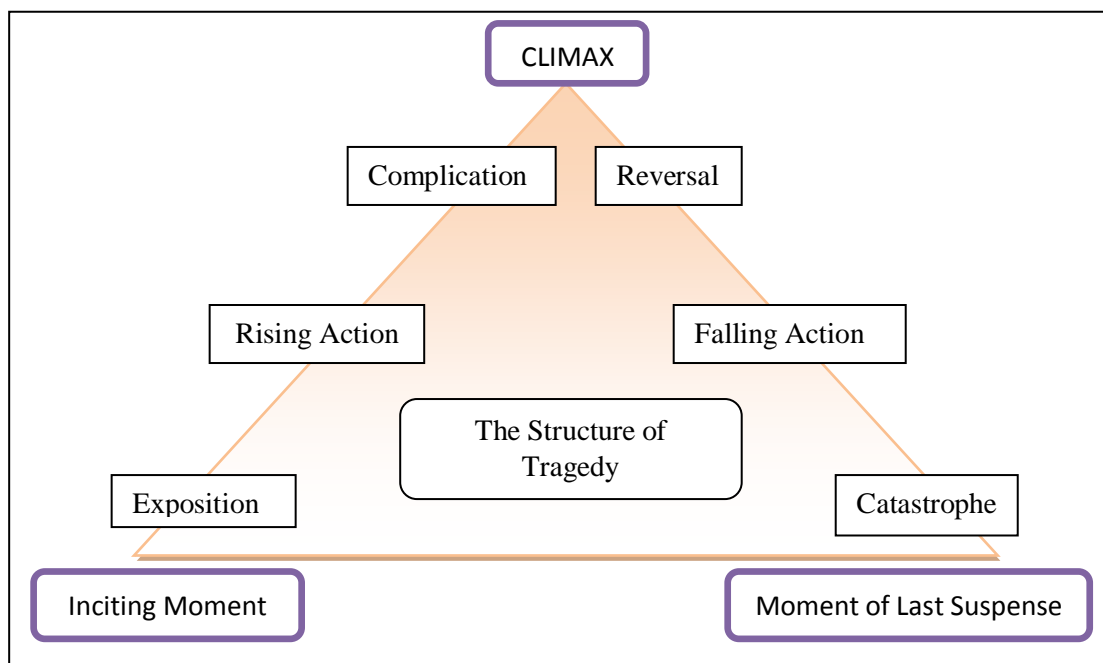 CLIMAX
Complication
Reversal
Rising Action
Falling Action
The Structure of
Tragedy
Exposition
Catastrophe
Inciting Moment
Moment of Last Suspense